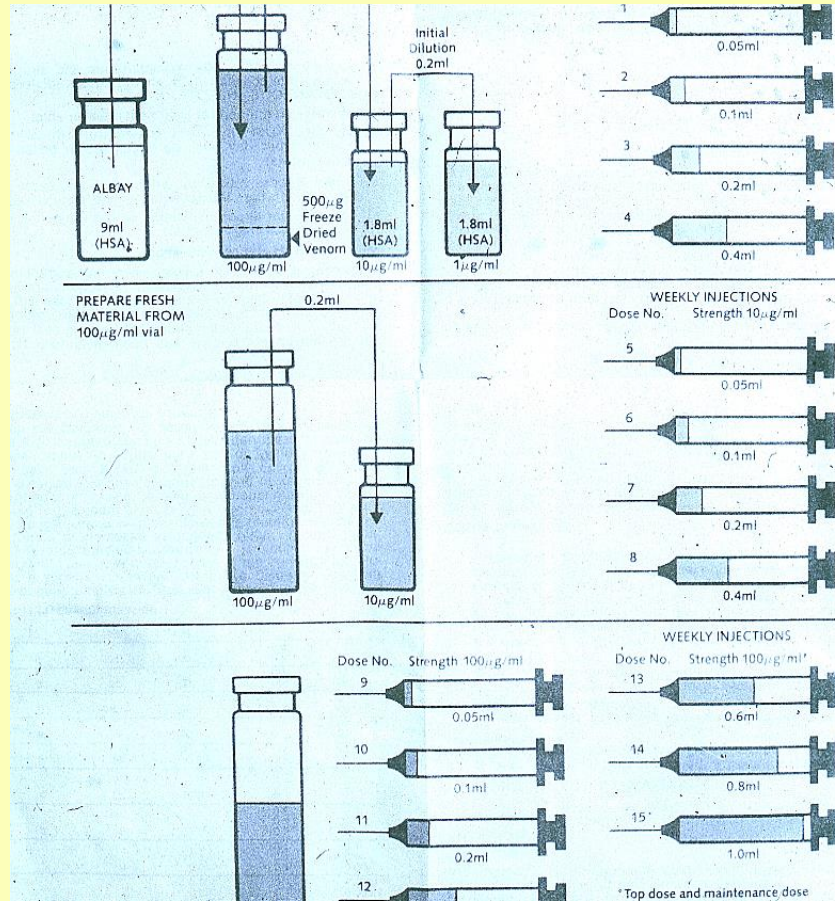 Initial
Dilution
0.2ml
ALBAY
9ml
(HSA)
500µg
Freeze
Dried
Venom
100µg/ml
1.8ml
(HSA)
10µg/ml
1.8ml
(HSA)
1µg/ml
1
0.05ml
2
0.1ml
3
0.2ml
4
0.4ml
PREPARE FRESH
MATERIAL FROM
100µg/ml vial
0.2ml
100µg/ml
10µg/ml
WEEKLY INJECTIONS
Dose No. Strength 10µg/ml
5
0.05ml
6
0.1ml
7
0.2ml
8
0.4ml
Dose No. Strength 100µg/ml
9
0.05ml
10
0.1ml
11
0.2ml
12
WEEKLY INJECTIONS
Dose No. Strength 100µg/ml*
13
0.6ml
14
0.8ml
15*
1.0ml
*Top dose and maintenance dose